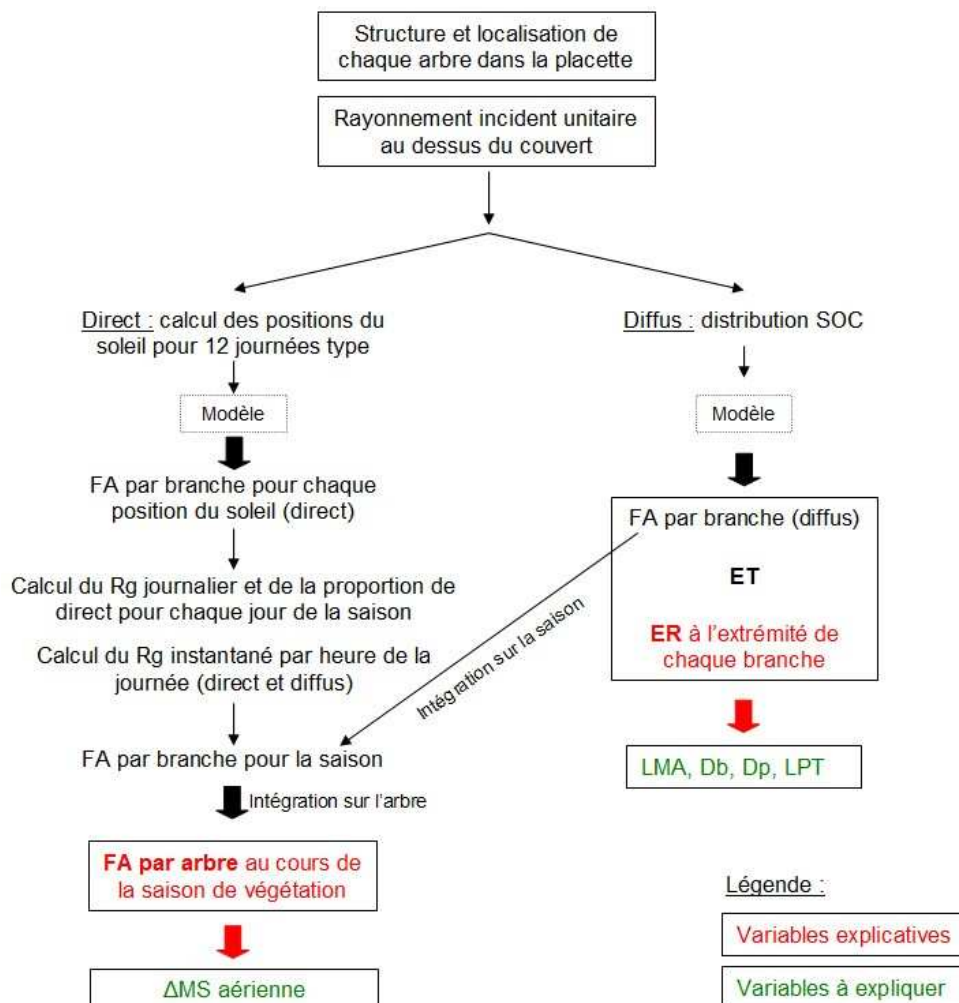 Structure et localisation de
chaque arbre dans la placette
Rayonnement incident unitaire
au dessus du couvert
Direct : calcul des positions du
soleil pour 12 journées type
Diffus : distribution SOC
Modèle
Modèle
FA par branche pour chaque
position du soleil (direct)
FA par branche (diffus)
ET
ER à l'extrémité de
chaque branche
Calcul du Rg journalier et de la proportion de
direct pour chaque jour de la saison
Calcul du Rg instantané par heure de la
journée (direct et diffus)
Intégration sur la saison
FA par branche pour la saison
LMA, Db, Dp, LPT
Intégration sur l'arbre
FA par arbre au cours de
la saison de végétation
ΔMS aérienne
Légende :
Variables explicatives
Variables à expliquer